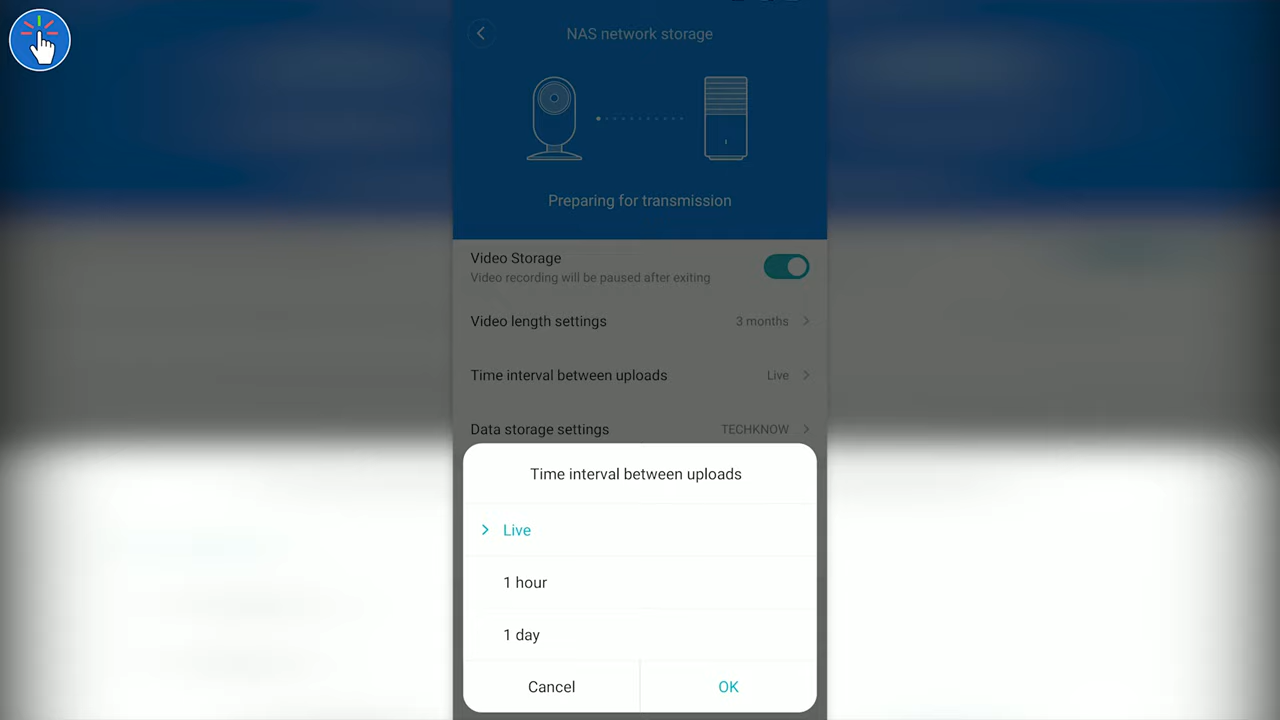 NAS network storage
Preparing for transmission
Video Storage
Video recording will be paused after exiting
Video length settings 3 months
Time interval between uploads Live
Data storage settings TECHKNOW
Time interval between uploads
Live
1 hour
1 day
Cancel OK